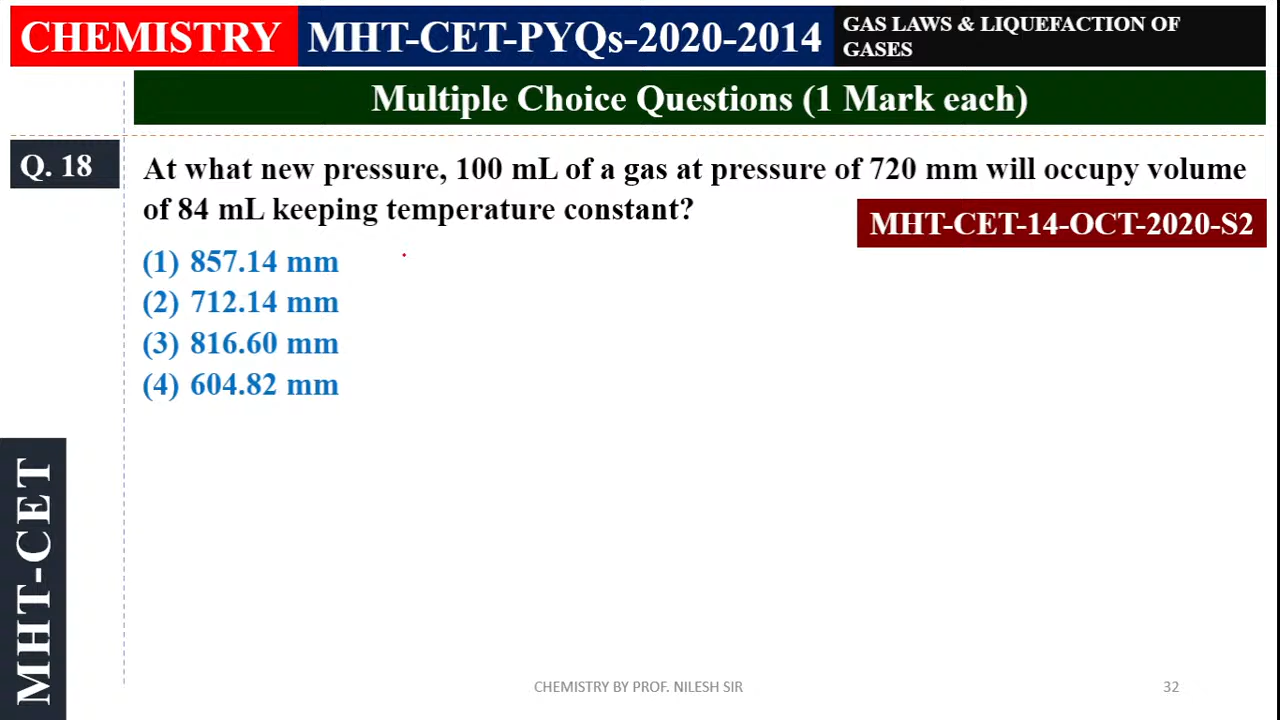 CHEMISTRY MHT-CET-PYQs-2020-2014 GAS LAWS & LIQUEFACTION OF
GASES
Multiple Choice Questions (1 Mark each)
Q. 18 At what new pressure, 100 mL of a gas at pressure of 720 mm will occupy volume
of 84 mL keeping temperature constant?
MHT-CET-14-OCT-2020-S2
(1) 857.14 mm
(2) 712.14 mm
(3) 816.60 mm
(4) 604.82 mm
MHT-CET
CHEMISTRY BY PROF. NILESH SIR 32